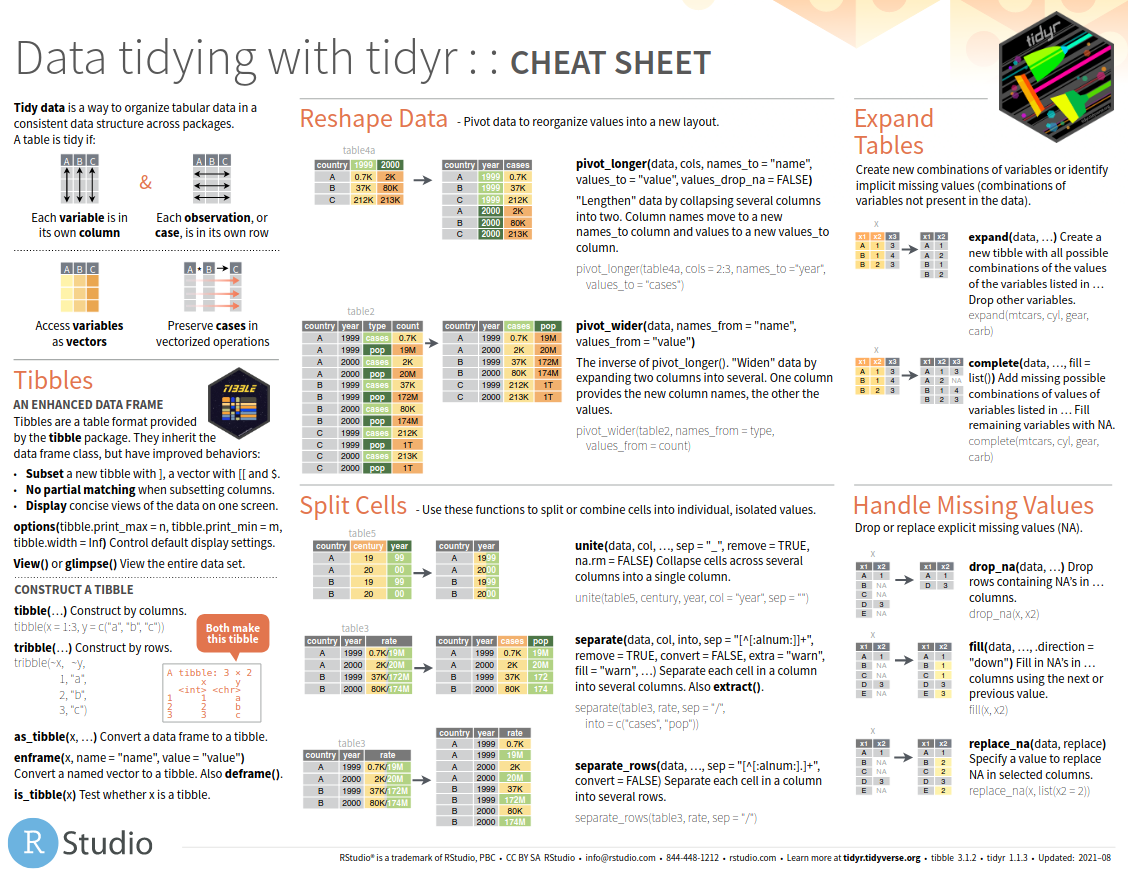 Data tidying with tidyr : : CHEAT SHEET
tidyr
Tidy data is a way to organize tabular data in a
consistent data structure across packages.
A table is tidy if:
A B C
&
A B C
Each variable is in
its own column
Each observation, or
case, is in its own row
A B C
A * B → C
Access variables
as vectors
Preserve cases in
vectorized operations
Tibbles
TIBBLE
AN ENHANCED DATA FRAME
Tibbles are a table format provided
by the tibble package. They inherit the
data frame class, but have improved behaviors:
• Subset a new tibble with ], a vector with [[ and $.
• No partial matching when subsetting columns.
• Display concise views of the data on one screen.
options(tibble.print_max = n, tibble.print_min = m,
tibble.width = Inf) Control default display settings.
View() or glimpse() View the entire data set.
CONSTRUCT A TIBBLE
tibble(…) Construct by columns.
tibble(x = 1:3, y = c("a", "b", "c"))
tribble(…) Construct by rows.
tribble(~x, ~y,
1, "a",
2, "b",
3, "c")
Both make
this tibble
A tibble: 3 × 2
x y
<int> <chr>
1 1 a
2 2 b
3 3 c
as_tibble(x, …) Convert a data frame to a tibble.
enframe(x, name = "name", value = "value")
Convert a named vector to a tibble. Also deframe().
is_tibble(x) Test whether x is a tibble.
Reshape Data - Pivot data to reorganize values into a new layout.
table4a
country 1999 2000
A 0.7K 2K
B 37K 80K
C 212K 213K
country year cases
A 1999 0.7K
B 1999 37K
C 1999 212K
A 2000 2K
B 2000 80K
C 2000 213K
pivot_longer(data, cols, names_to = "name",
values_to = "value", values_drop_na = FALSE)
"Lengthen" data by collapsing several columns
into two. Column names move to a new
names_to column and values to a new values_to
column.
pivot_longer(table4a, cols = 2:3, names_to ="year",
values_to = "cases")
table2
country year type count
A 1999 cases 0.7K
A 1999 pop 19M
A 2000 cases 2K
A 2000 pop 20M
B 1999 cases 37K
B 1999 pop 172M
B 2000 cases 80K
B 2000 pop 174M
C 1999 cases 212K
C 1999 pop 1T
C 2000 cases 213K
C 2000 pop 1T
country year cases pop
A 1999 0.7K 19M
A 2000 2K 20M
B 1999 37K 172M
B 2000 80K 174M
C 1999 212K 1T
C 2000 213K 1T
pivot_wider(data, names_from = "name",
values_from = "value")
The inverse of pivot_longer(). "Widen" data by
expanding two columns into several. One column
provides the new column names, the other the
values.
pivot_wider(table2, names_from = type,
values_from = count)
Split Cells - Use these functions to split or combine cells into individual, isolated values.
table5
country century year
A 19 99
A 20 00
B 19 99
B 20 00
country year
A 1999
A 2000
B 1999
B 2000
unite(data, col, …, sep = "_", remove = TRUE,
na.rm = FALSE) Collapse cells across several
columns into a single column.
unite(table5, century, year, col = "year", sep = "")
table3
country year rate
A 1999 0.7K/19M
A 2000 2K/20M
B 1999 37K/172M
B 2000 80K/174M
country year cases pop
A 1999 0.7K 19M
A 2000 2K 20M
B 1999 37K 172
B 2000 80K 174
separate(data, col, into, sep = "[^[:alnum:]]+",
remove = TRUE, convert = FALSE, extra = "warn",
fill = "warn", …) Separate each cell in a column
into several columns. Also extract().
separate(table3, rate, sep = "/",
into = c("cases", "pop"))
table3
country year rate
A 1999 0.7K/19M
A 2000 2K/20M
B 1999 37K/172M
B 2000 80K/174M
country year rate
A 1999 0.7K
A 1999 19M
A 2000 2K
A 2000 20M
B 1999 37K
B 1999 172M
B 2000 80K
B 2000 174M
separate_rows(data, …, sep = "[^[:alnum:].]+",
convert = FALSE) Separate each cell in a column
into several rows.
separate_rows(table3, rate, sep = "/")
Expand
Tables
Create new combinations of variables or identify
implicit missing values (combinations of
variables not present in the data).
x
x1 x2 x3
A 1 3
B 1 4
B 2 3
x1 x2
A 1
A 2
B 1
B 2
expand(data, …) Create a
new tibble with all possible
combinations of the values
of the variables listed in …
Drop other variables.
expand(mtcars, cyl, gear,
carb)
x
x1 x2 x3
A 1 3
B 1 4
B 2 3
x1 x2 x3
A 1 3
A 2 NA
B 1 4
B 2 3
complete(data, …, fill =
list()) Add missing possible
combinations of values of
variables listed in … Fill
remaining variables with NA.
complete(mtcars, cyl, gear,
carb)
Handle Missing Values
Drop or replace explicit missing values (NA).
x
x1 x2
A 1
B NA
C NA
D 3
E NA
x1 x2
A 1
D 3
drop_na(data, …) Drop
rows containing NA's in …
columns.
drop_na(x, x2)
x
x1 x2
A 1
B NA
C NA
D 3
E NA
x1 x2
A 1
B 1
C 1
D 3
E 3
fill(data, …, .direction =
"down") Fill in NA's in …
columns using the next or
previous value.
fill(x, x2)
x
x1 x2
A 1
B NA
C NA
D 3
E NA
x1 x2
A 1
B 2
C 2
D 3
E 2
replace_na(data, replace)
Specify a value to replace
NA in selected columns.
replace_na(x, list(x2 = 2))
R Studio
RStudio® is a trademark of RStudio, PBC • CC BY SA RStudio • info@rstudio.com • 844-448-1212 • rstudio.com • Learn more at tidyr.tidyverse.org • tibble 3.1.2 • tidyr 1.1.3 • Updated: 2021–08